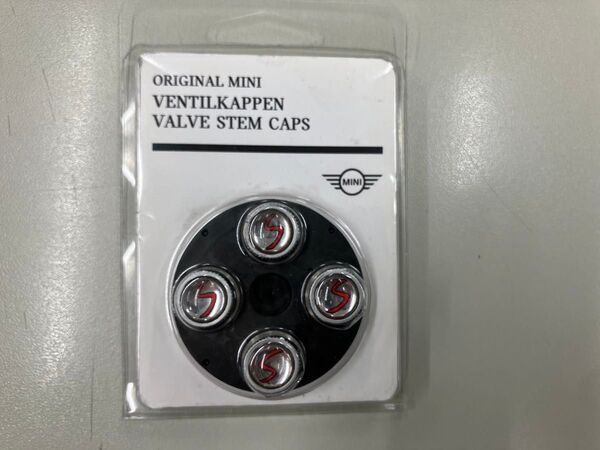 ORIGINAL MINI
VENTILKAPPEN
VALVE STEM CAPS
MINI
S
S
S
S